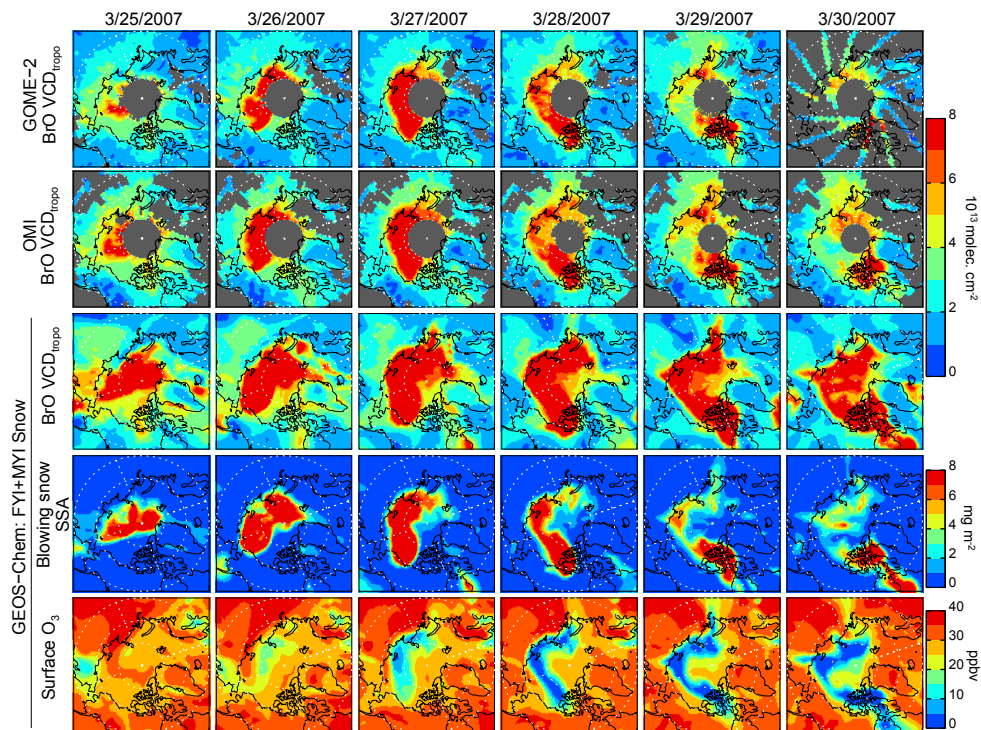 3/25/2007 3/26/2007 3/27/2007 3/28/2007 3/29/2007 3/30/2007
GOME−2
BrO VCDtropo
OMI
BrO VCDtropo
8
6
4
2
0
10¹³ molec. cm⁻²
GEOS−Chem: FYI+MYI Snow
BrO VCDtropo
Blowing snow
SSA
8
6
4
2
0
mg m⁻²
Surface O₃
40
30
20
10
0
ppbv